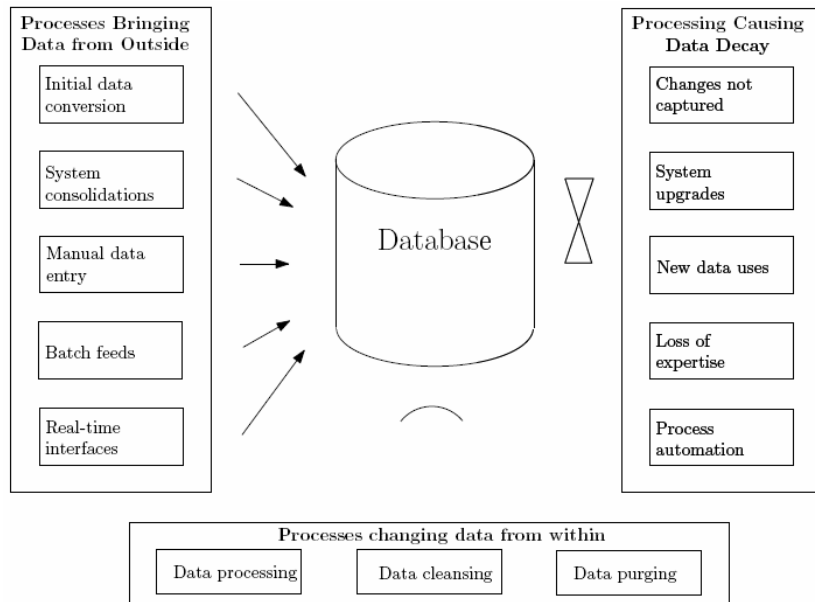 Processes Bringing
Data from Outside
Initial data
conversion
System
consolidations
Manual data
entry
Batch feeds
Real-time
interfaces
Database
Processing Causing
Data Decay
Changes not
captured
System
upgrades
New data uses
Loss of
expertise
Process
automation
Processes changing data from within
Data processing
Data cleansing
Data purging